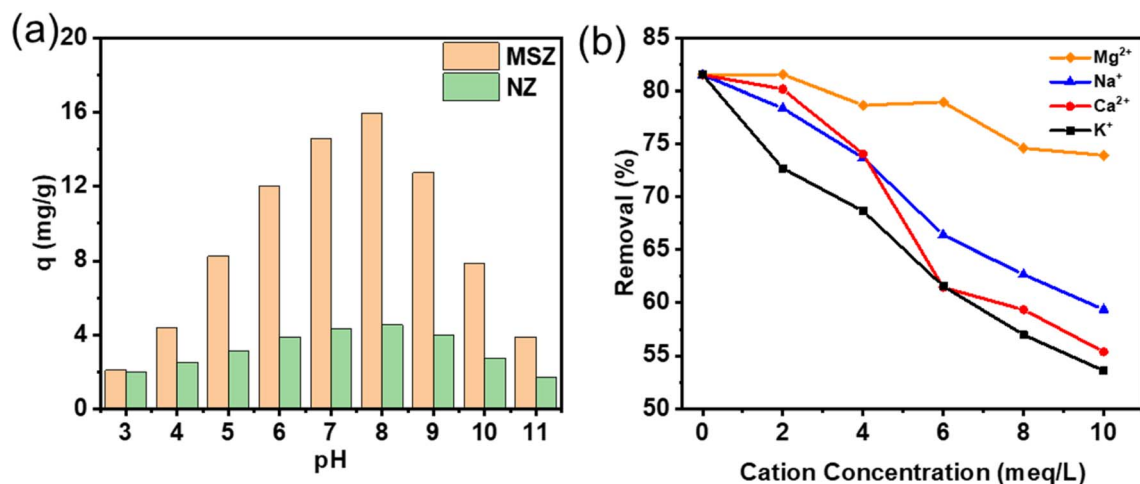 (a)
20
16
12
8
4
0
q (mg/g)
MSZ
NZ
3 4 5 6 7 8 9 10 11
pH
(b)
85
80
75
70
65
60
55
50
Removal (%)
Mg²⁺
Na⁺
Ca²⁺
K⁺
0 2 4 6 8 10
Cation Concentration (meq/L)